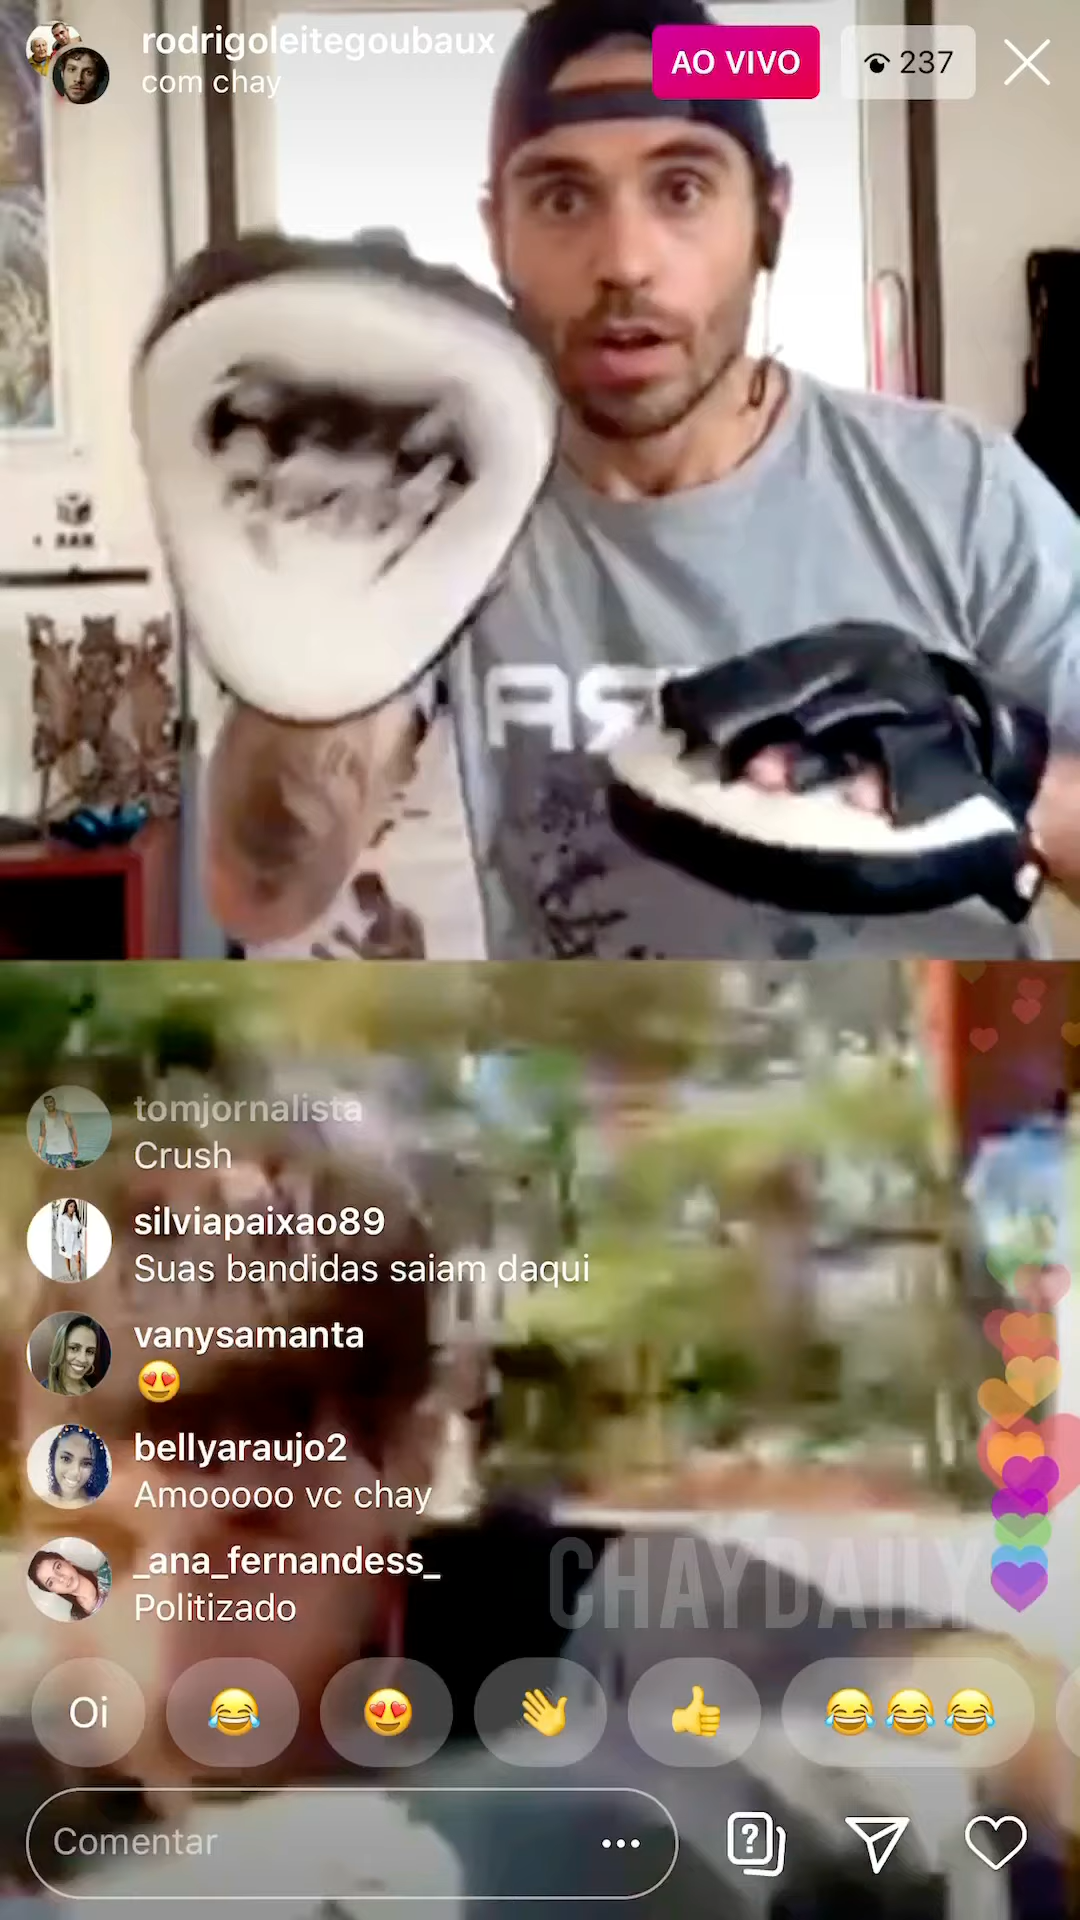 rodrigoleitegoubaux
com chay
AO VIVO
237
tomjornalista
Crush
silviapaixao89
Suas bandidas saiam daqui
vanysamanta
😍
bellyaraujo2
Amooooo vc chay
_ana_fernandess_
Politizado
CHAYDAILY
Oi
😂
😍
👋
👍
😂😂😂
Comentar